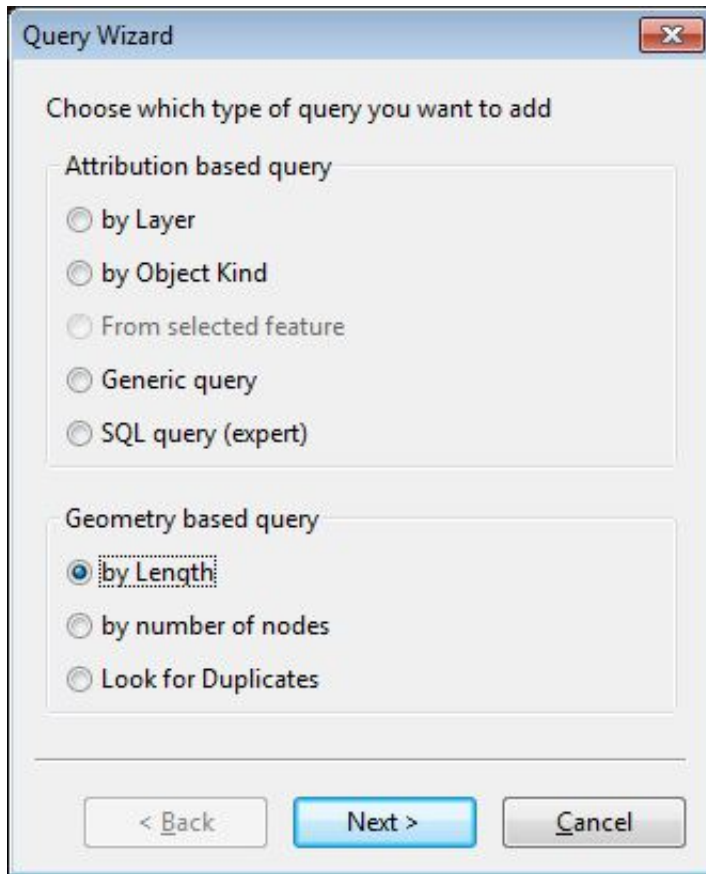 Query Wizard
Choose which type of query you want to add
Attribution based query
by Layer
by Object Kind
From selected feature
Generic query
SQL query (expert)
Geometry based query
by Length
by number of nodes
Look for Duplicates
< Back Next > Cancel